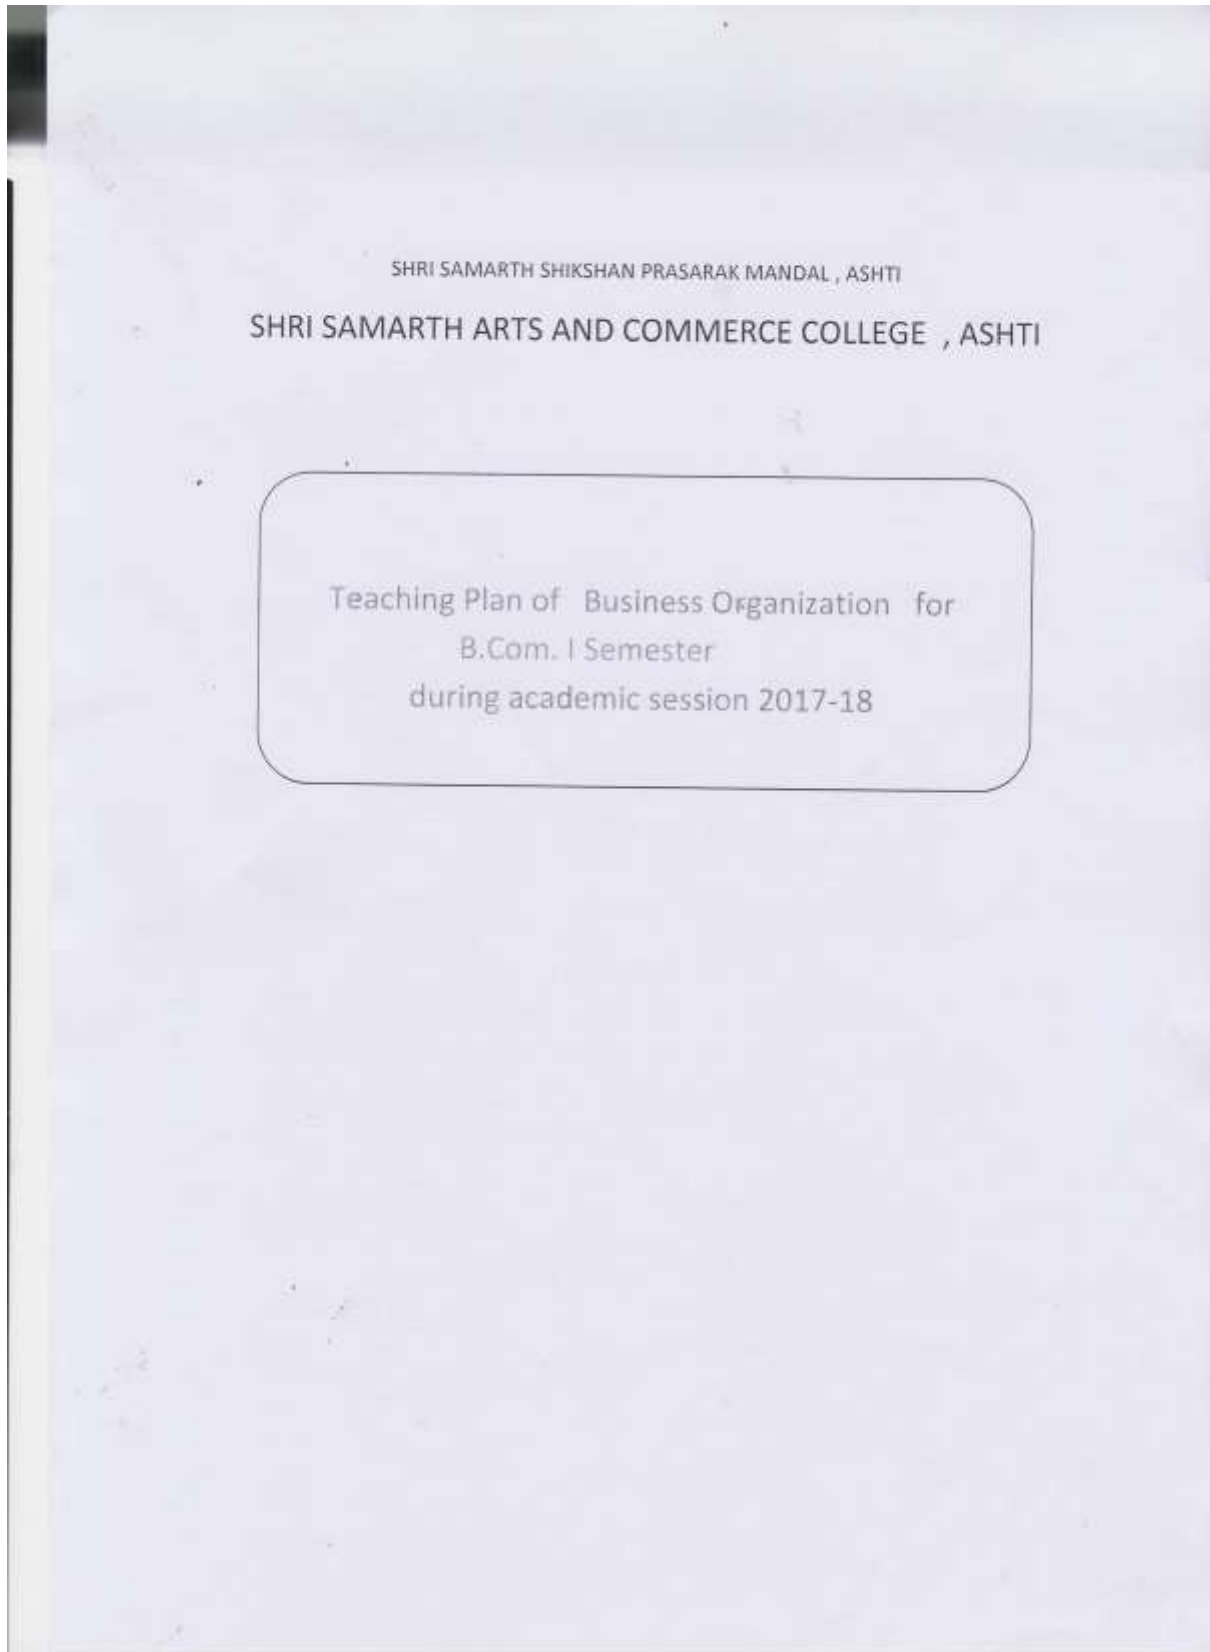 SHRI SAMARTH SHIKSHAN PRASARAK MANDAL , ASHTI
SHRI SAMARTH ARTS AND COMMERCE COLLEGE , ASHTI
Teaching Plan of Business Organization for
B.Com. I Semester
during academic session 2017-18